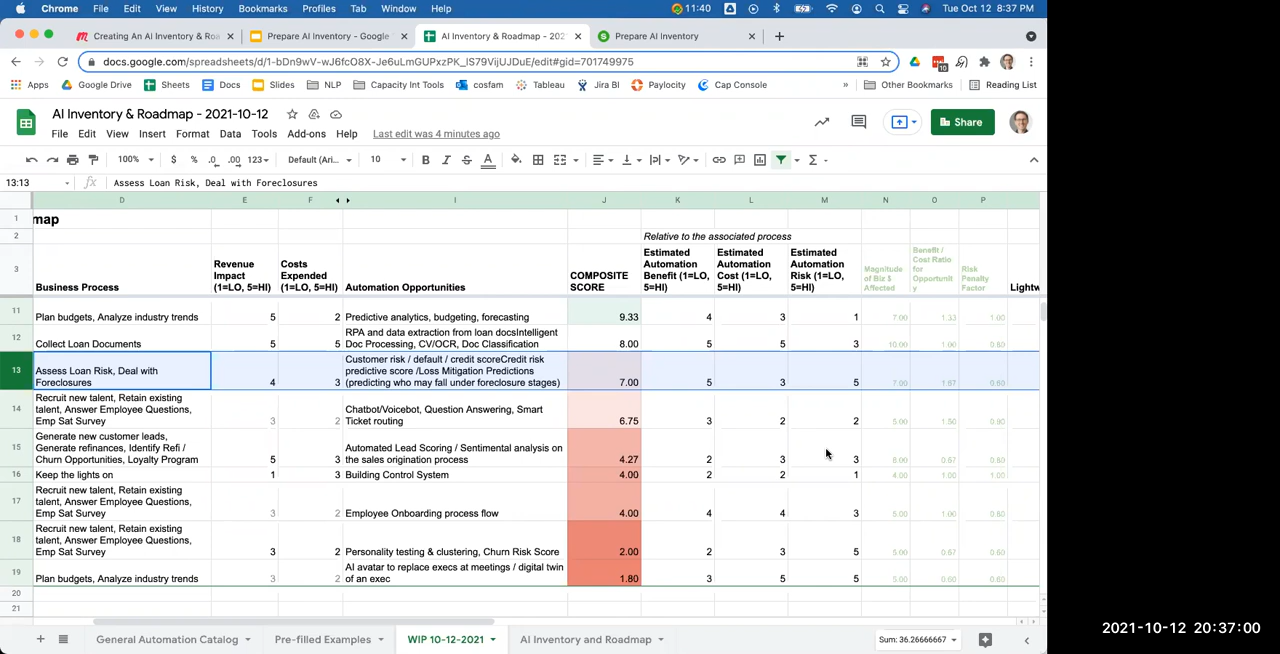 Chrome File Edit View History Bookmarks Profiles Tab Window Help 11:40 Tue Oct 12 8:37 PM
Creating An AI Inventory & Roa Prepare AI Inventory - Google AI Inventory & Roadmap - 202 Prepare AI Inventory
docs.google.com/spreadsheets/d/1-bDn9wV-wJ6fcO8X-Je6uLmGUPxzPK_lS79VijUJDuE/edit#gid=701749975
Apps Google Drive Sheets Docs Slides NLP Capacity Int Tools cosfam Tableau Jira BI Paylocity Cap Console » Other Bookmarks Reading List
AI Inventory & Roadmap - 2021-10-12
File Edit View Insert Format Data Tools Add-ons Help Last edit was 4 minutes ago
Share
100% $ % .0 .00 123 Default (Ari... 10 B I S A
13:13 fx Assess Loan Risk, Deal with Foreclosures
D E F I J K L M N O P
1 map
2 Relative to the associated process
3 Business Process
Revenue Impact (1=LO, 5=HI)
Costs Expended (1=LO, 5=HI)
Automation Opportunities
COMPOSITE SCORE
Estimated Automation Benefit (1=LO, 5=HI)
Estimated Automation Cost (1=LO, 5=HI)
Estimated Automation Risk (1=LO, 5=HI)
Magnitude of Biz $ Affected
Benefit / Cost Ratio for Opportunity
Risk Penalty Factor
Lightw
11 Plan budgets, Analyze industry trends 5 2 Predictive analytics, budgeting, forecasting 9.33 4 3 1 7.00 1.33 1.00
12 Collect Loan Documents 5 5 RPA and data extraction from loan docsIntelligent Doc Processing, CV/OCR, Doc Classification 8.00 5 5 3 10.00 1.00 0.80
13 Assess Loan Risk, Deal with Foreclosures 4 3 Customer risk / default / credit scoreCredit risk predictive score /Loss Mitigation Predictions (predicting who may fall under foreclosure stages) 7.00 5 3 5 7.00 1.67 0.60
14 Recruit new talent, Retain existing talent, Answer Employee Questions, Emp Sat Survey 3 2 Chatbot/Voicebot, Question Answering, Smart Ticket routing 6.75 3 2 2 5.00 1.50 0.90
15 Generate new customer leads, Generate refinances, Identify Refi / Churn Opportunities, Loyalty Program 5 3 Automated Lead Scoring / Sentimental analysis on the sales origination process 4.27 2 3 3 8.00 0.67 0.80
16 Keep the lights on 1 3 Building Control System 4.00 2 2 1 4.00 1.00 1.00
17 Recruit new talent, Retain existing talent, Answer Employee Questions, Emp Sat Survey 3 2 Employee Onboarding process flow 4.00 4 4 3 5.00 1.00 0.80
18 Recruit new talent, Retain existing talent, Answer Employee Questions, Emp Sat Survey 3 2 Personality testing & clustering, Churn Risk Score 2.00 2 3 5 5.00 0.67 0.60
19 Plan budgets, Analyze industry trends 3 2 AI avatar to replace execs at meetings / digital twin of an exec 1.80 3 5 5 5.00 0.60 0.60
20
21
General Automation Catalog Pre-filled Examples WIP 10-12-2021 AI Inventory and Roadmap Sum: 36.26666667
2021-10-12 20:37:00